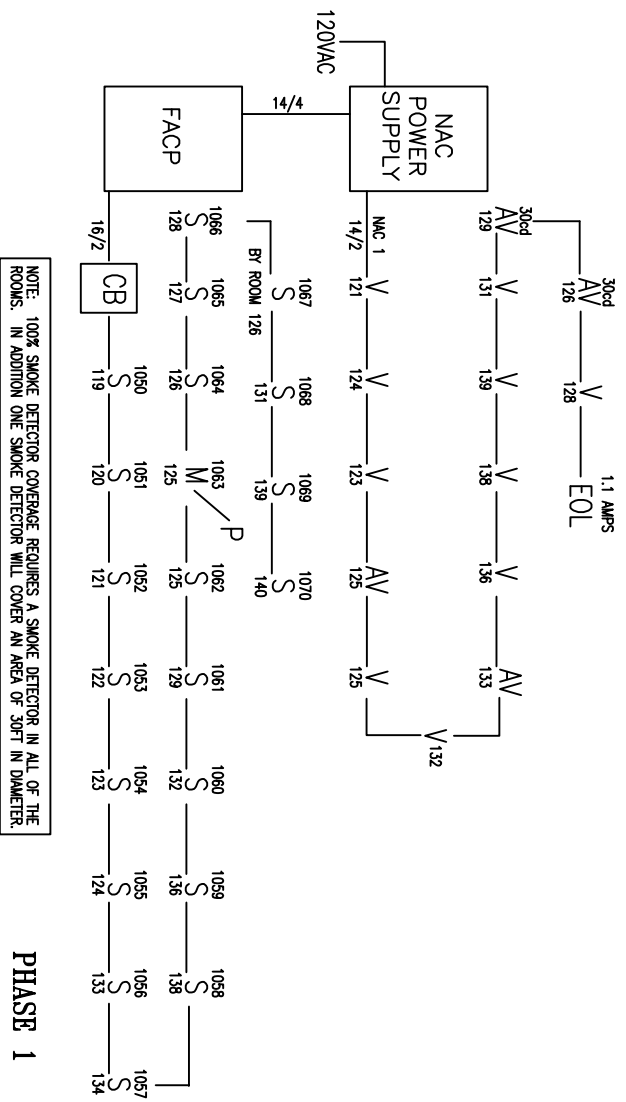 1.1 AMPS
30cd
AV V EOL
126 128
30cd
AV V V V V AV
129 131 139 138 136 133
V 132
120VAC
NAC
POWER
SUPPLY
NAC 1
14/2
V V V AV V
121 124 123 125 125
14/4
FACP
1067 1068 1069 1070
S S S S
131 139 140
BY ROOM 126
P
1066 1065 1064 1063 1062 1061 1060 1059 1058
S S S M S S S S S
128 127 126 125 125 129 132 136 138
16/2
CB
1050 1051 1052 1053 1054 1055 1056 1057
S S S S S S S S
119 120 121 122 123 124 133 134
NOTE: 100% SMOKE DETECTOR COVERAGE REQUIRES A SMOKE DETECTOR IN ALL OF THE
ROOMS. IN ADDITION ONE SMOKE DETECTOR WILL COVER AN AREA OF 30FT IN DIAMETER.
PHASE 1